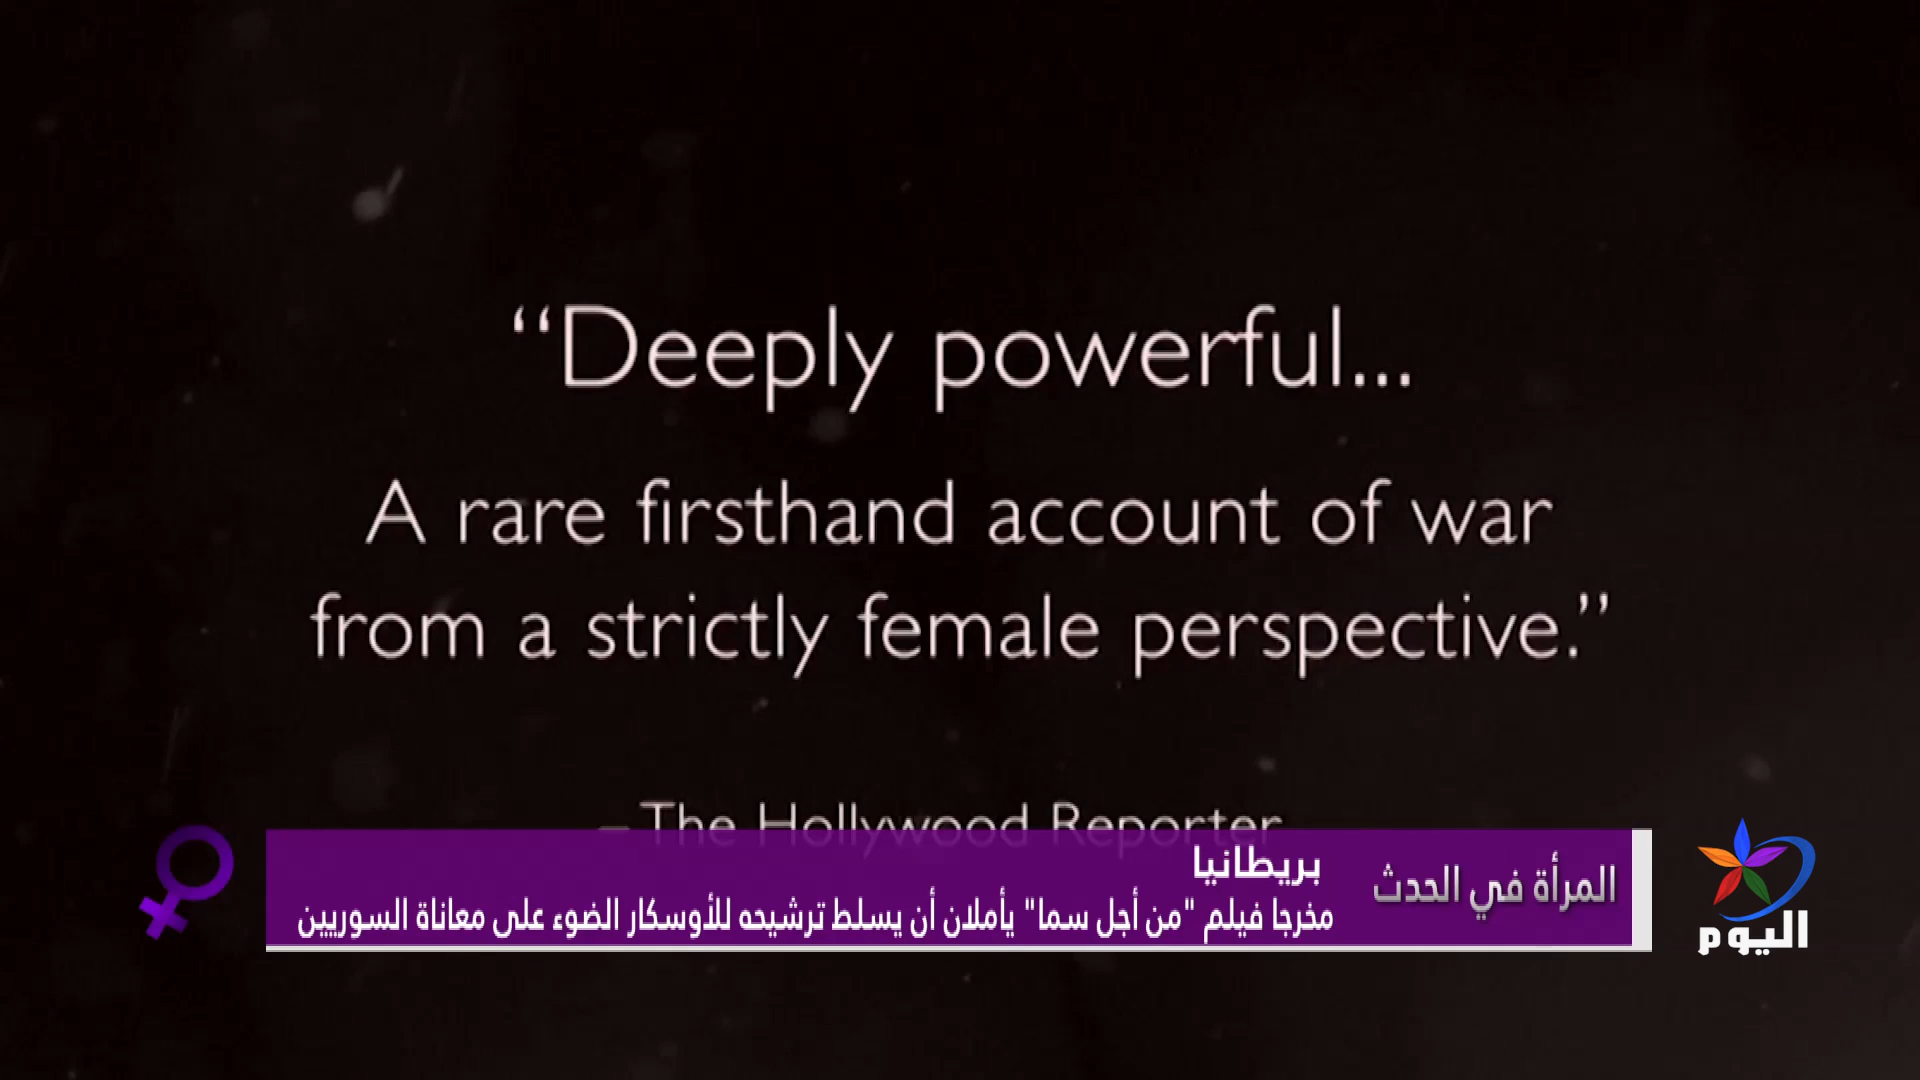 “Deeply powerful...
A rare firsthand account of war
from a strictly female perspective.”
– The Hollywood Reporter
المرأة في الحدث
بريطانيا
مخرجا فيلم "من أجل سما" يأملان أن يسلط ترشيحه للأوسكار الضوء على معاناة السوريين
اليوم